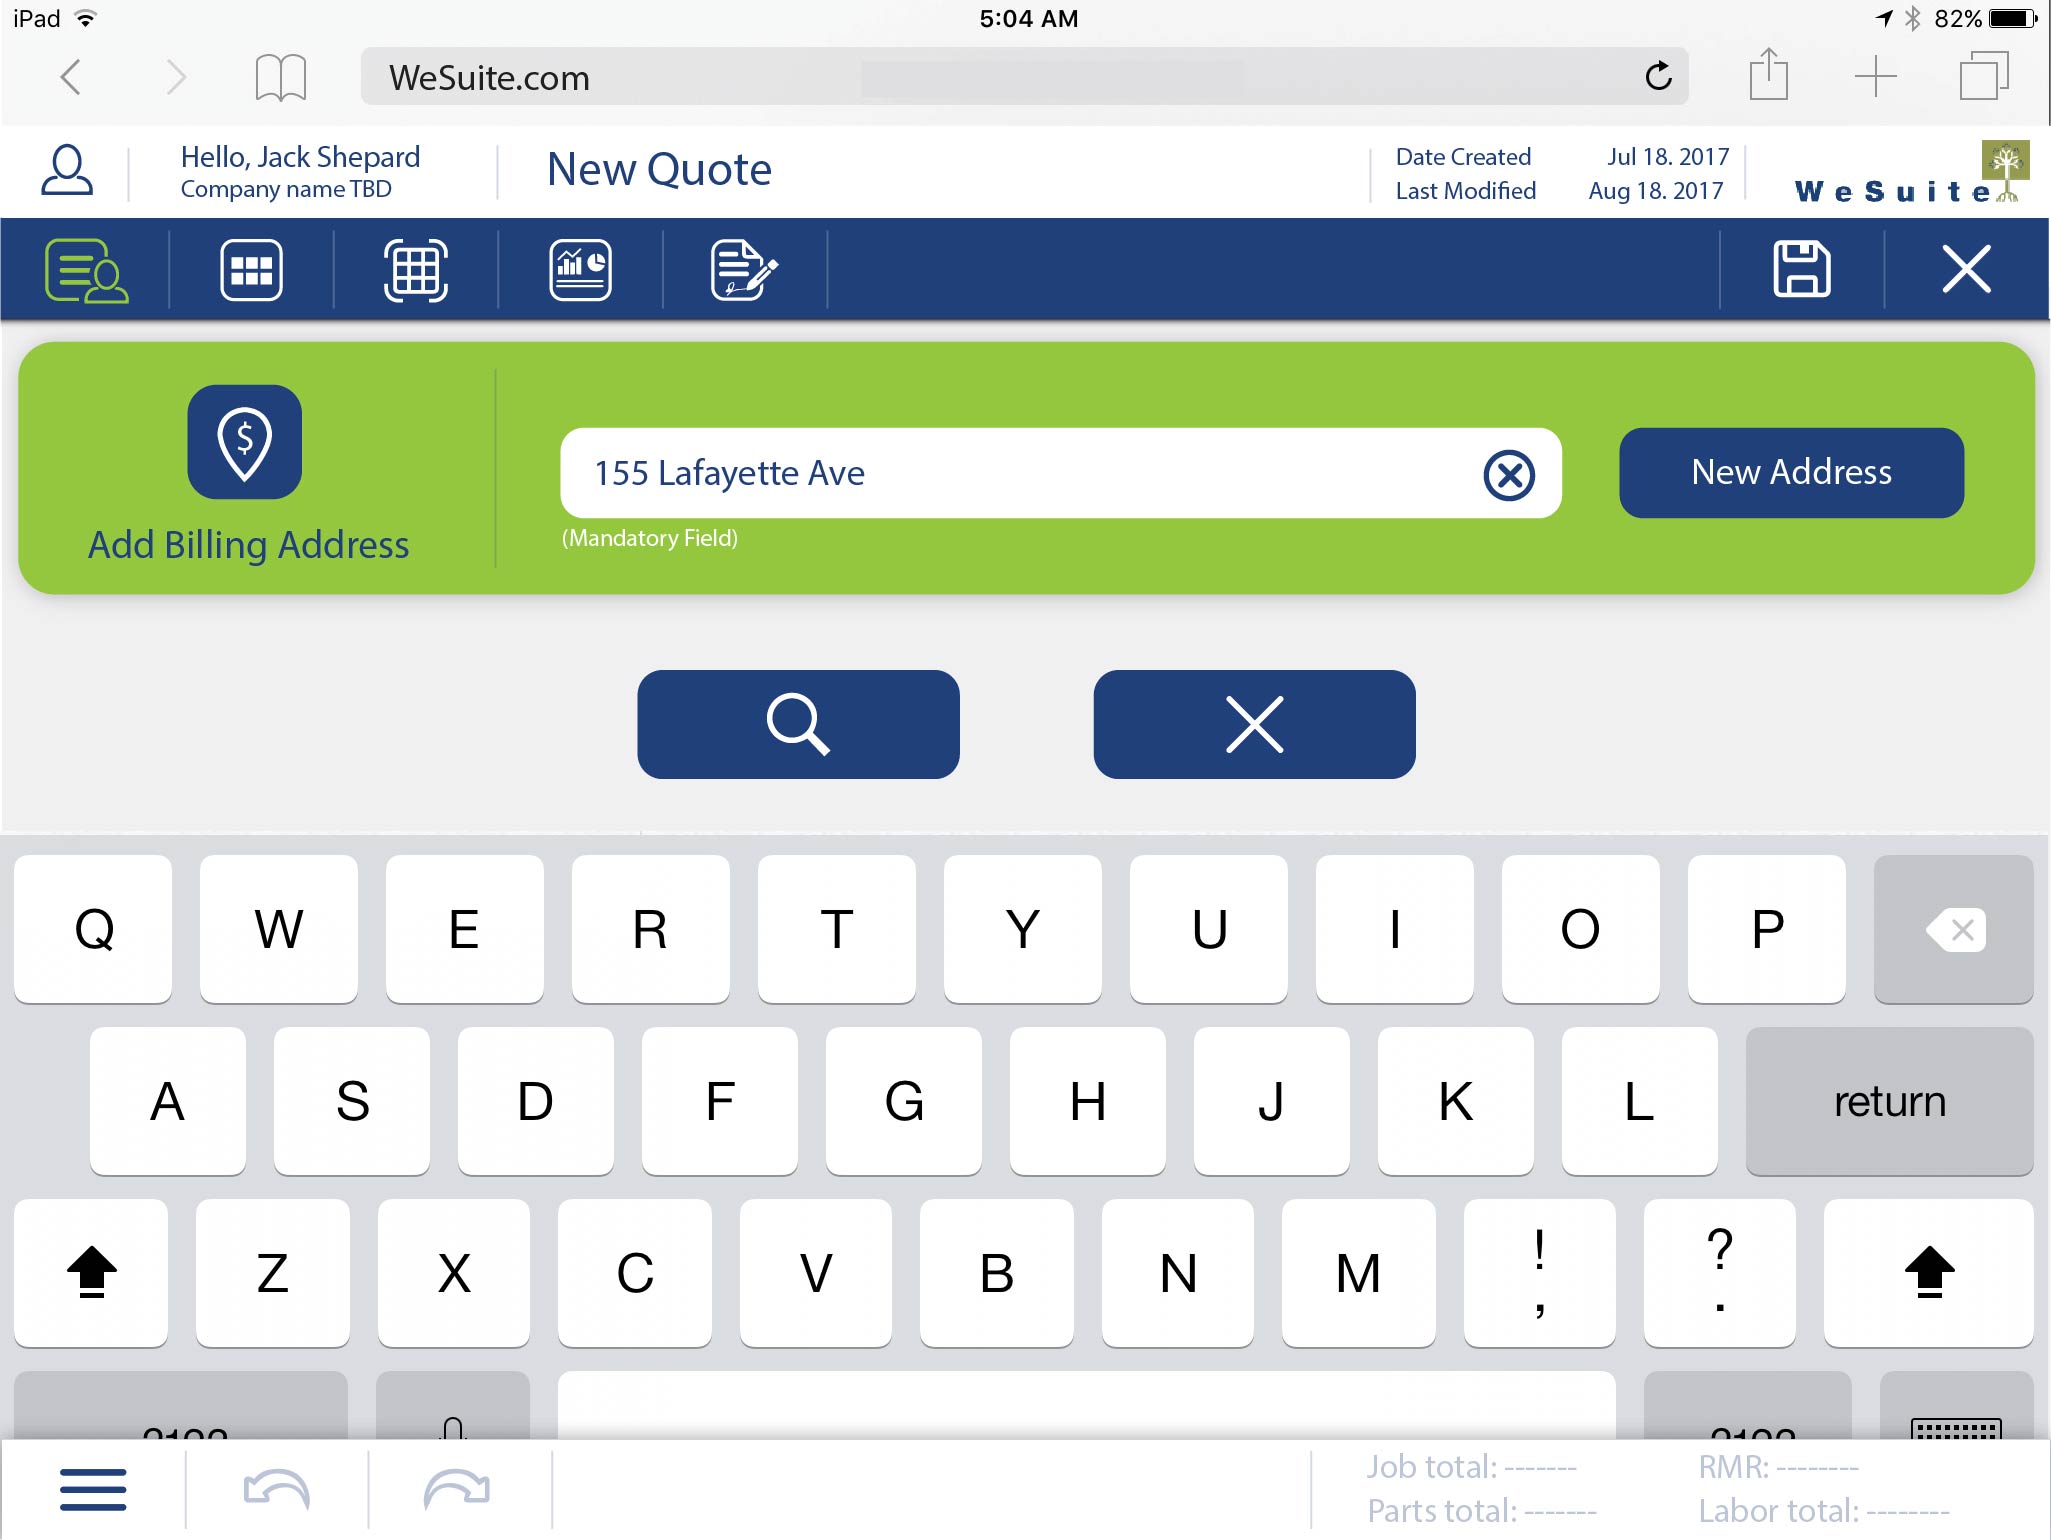 iPad 5:04 AM 82%
WeSuite.com
Hello, Jack Shepard
Company name TBD
New Quote
Date Created Jul 18. 2017
Last Modified Aug 18. 2017
WeSuite
$
Add Billing Address
155 Lafayette Ave
(Mandatory Field)
New Address
Q W E R T Y U I O P
A S D F G H J K L return
Z X C V B N M ! , ? .
Job total: ------- RMR: --------
Parts total: ------- Labor total: --------